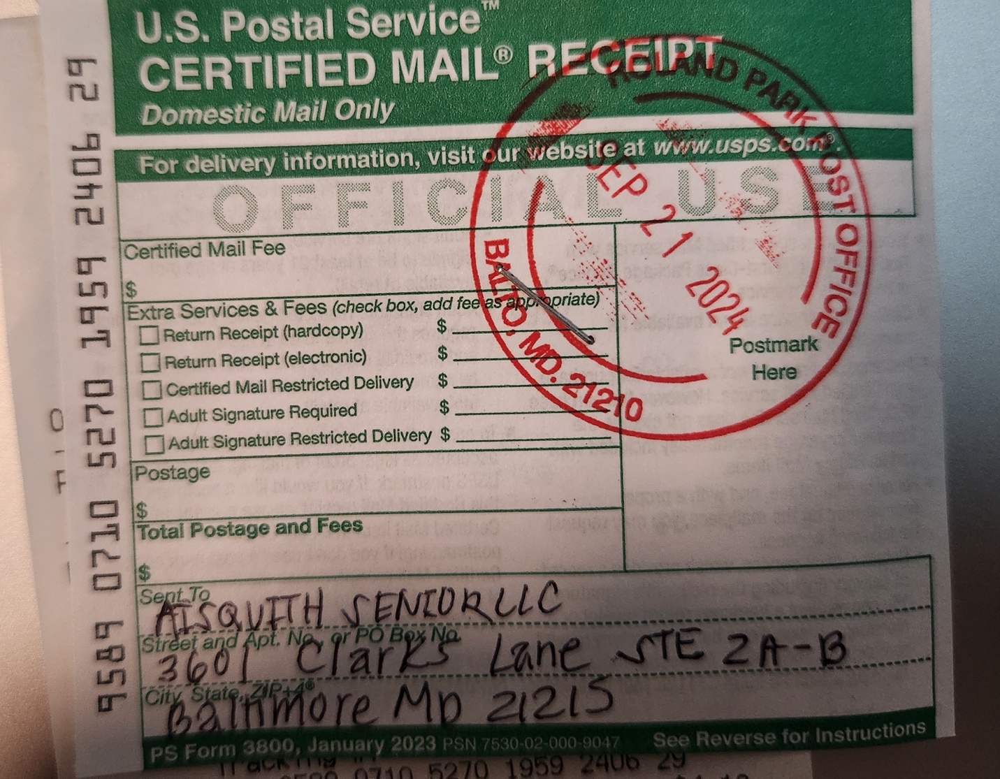 U.S. Postal Service™
CERTIFIED MAIL® RECEIPT
Domestic Mail Only
For delivery information, visit our website at www.usps.com®.
OFFICIAL USE
Certified Mail Fee
$
Extra Services & Fees (check box, add fee as appropriate)
Return Receipt (hardcopy) $
Return Receipt (electronic) $
Certified Mail Restricted Delivery $
Adult Signature Required $
Adult Signature Restricted Delivery $
Postage
$
Total Postage and Fees
$
Postmark
Here
ROLAND PARK POST OFFICE
SEP 21 2024
BALTO, MD. 21210
Sent To
AISQUITH SENIOR LLC
Street and Apt. No., or PO Box No.
3601 Clarks Lane STE 2A-B
City, State, ZIP+4®
Baltimore MD 21215
PS Form 3800, January 2023 PSN 7530-02-000-9047 See Reverse for Instructions
9589 0710 5270 1959 2406 29
0710 5270 1959 2406 29